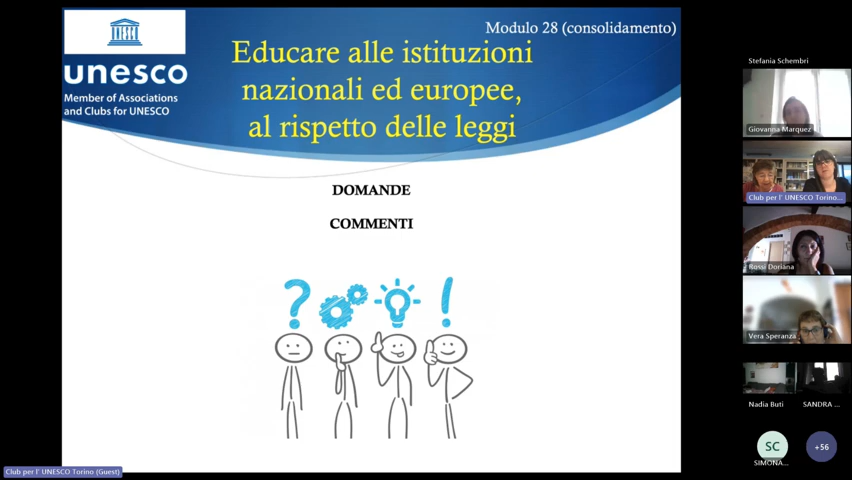 Modulo 28 (consolidamento)
Educare alle istituzioni
nazionali ed europee,
al rispetto delle leggi
unesco
Member of Associations
and Clubs for UNESCO
DOMANDE
COMMENTI
? !
Stefania Schembri
Giovanna Marquez
Club per l' UNESCO Torino...
Rossi Doriana
Vera Speranza
Nadia Buti
SANDRA ...
SC
SIMONA...
+56
Club per l' UNESCO Torino (Guest)